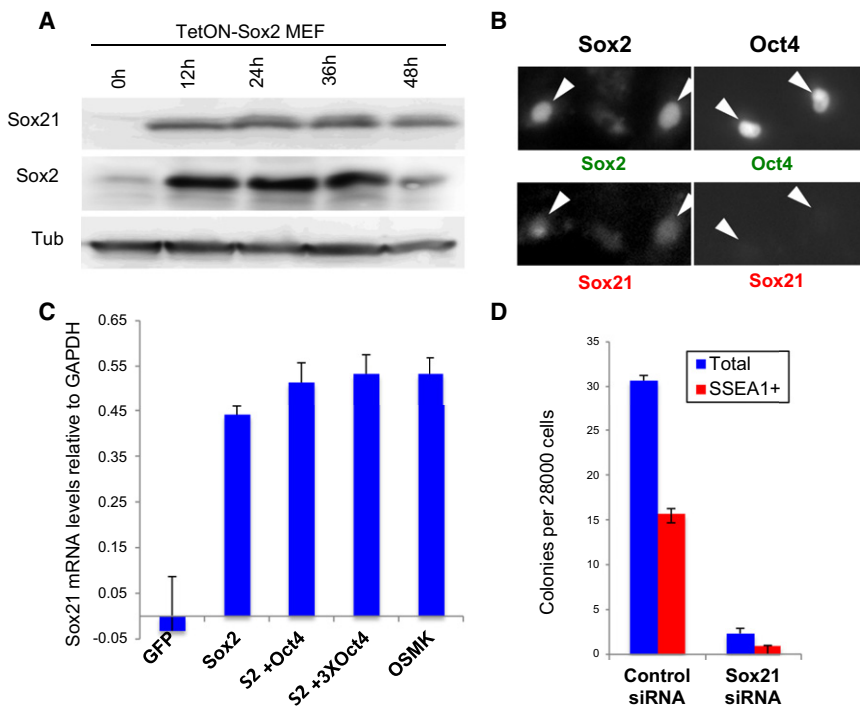 A
TetON-Sox2 MEF
0h 12h 24h 36h 48h
Sox21
Sox2
Tub
B
Sox2 Oct4
Sox2 Oct4
Sox21 Sox21
C
Sox21 mRNA levels relative to GAPDH
0.65
0.55
0.45
0.35
0.25
0.15
0.05
-0.05
GFP Sox2 S2 +Oct4 S2 +3XOct4 OSMK
D
Colonies per 28000 cells
35
30
25
20
15
10
5
0
Total
SSEA1+
Control siRNA
Sox21 siRNA